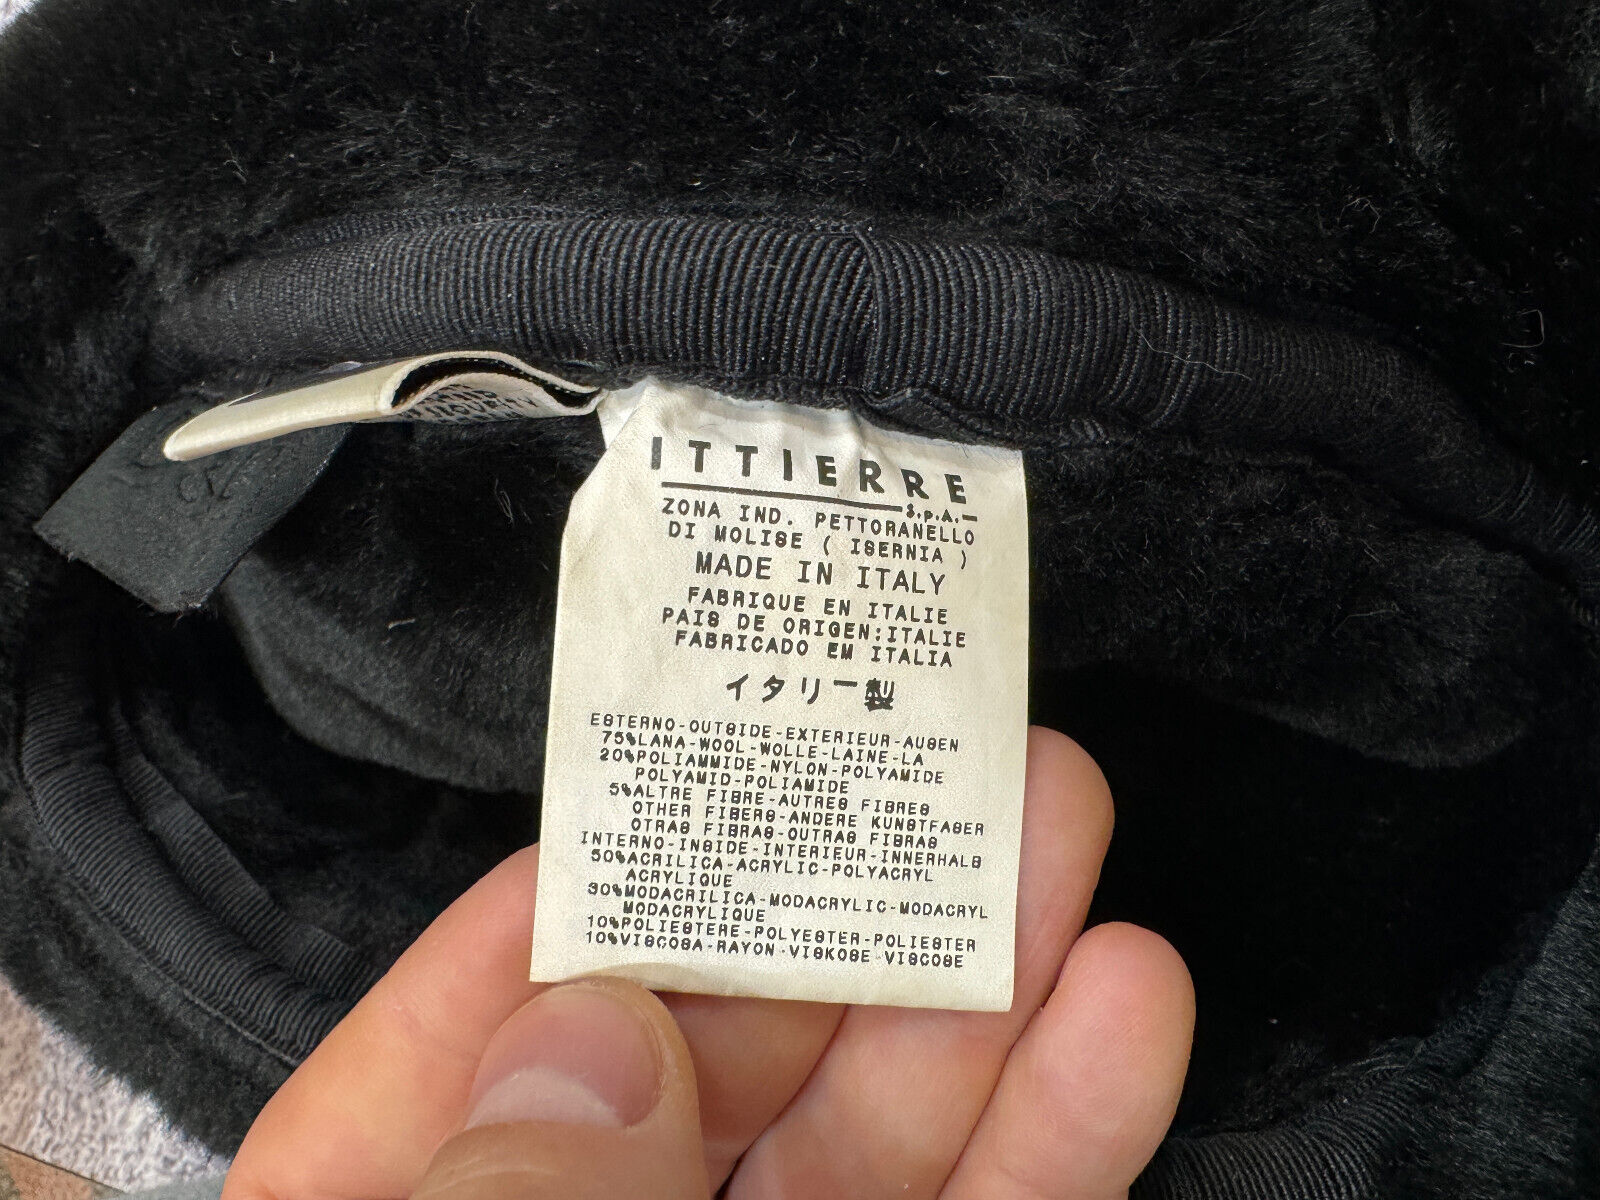 ITTIERRE
S.p.A.
ZONA IND. PETTORANELLO
DI MOLISE ( ISERNIA )
MADE IN ITALY
FABRIQUE EN ITALIE
PAIS DE ORIGEN:ITALIE
FABRICADO EM ITALIA
イタリー製
ESTERNO-OUTSIDE-EXTERIEUR-AUSEN
75%LANA-WOOL-WOLLE-LAINE-LA
20%POLIAMMIDE-NYLON-POLYAMIDE
POLYAMID-POLIAMIDE
5%ALTRE FIBRE-AUTRES FIBRES
OTHER FIBERS-ANDERE KUNSTFASER
OTRAS FIBRAS-OUTRAS FIBRAS
INTERNO-INSIDE-INTERIEUR-INNERHALB
50%ACRILICA-ACRYLIC-POLYACRYL
ACRYLIQUE
30%MODACRILICA-MODACRYLIC-MODACRYL
MODACRYLIQUE
10%POLIESTERE-POLYESTER-POLIESTER
10%VISCOSA-RAYON-VISKOSE-VISCOSE